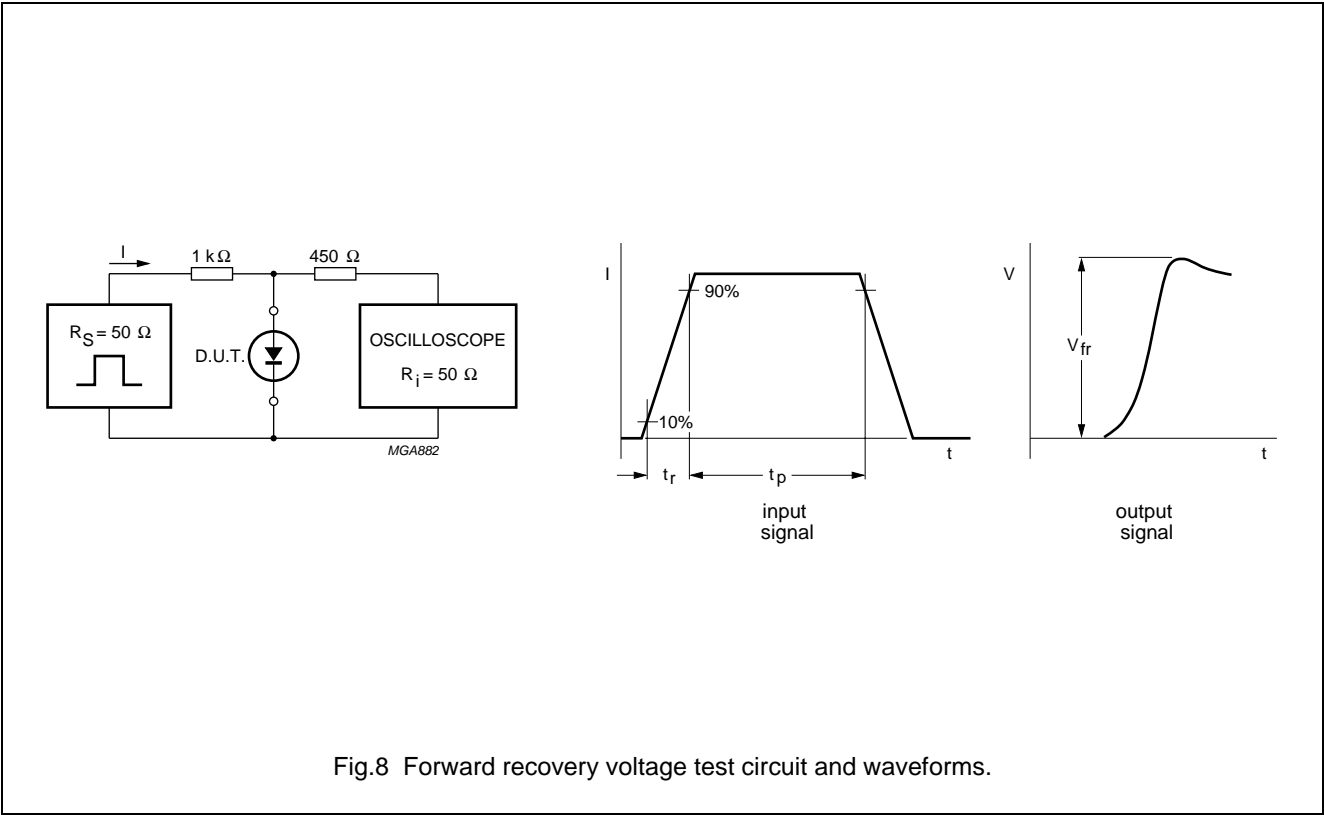 I
1 kΩ
450 Ω
RS = 50 Ω
D.U.T.
OSCILLOSCOPE
Ri = 50 Ω
MGA882
I
90%
10%
t
tr
tp
input
signal
V
Vfr
t
output
signal
Fig.8 Forward recovery voltage test circuit and waveforms.